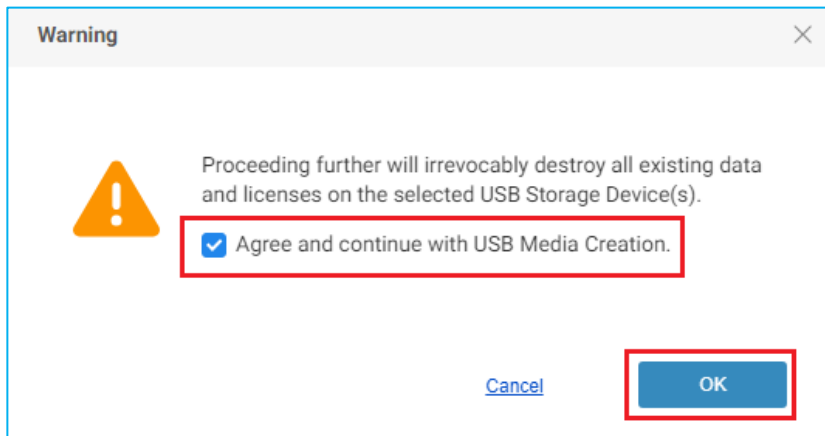 Warning
Proceeding further will irrevocably destroy all existing data
and licenses on the selected USB Storage Device(s).
Agree and continue with USB Media Creation.
Cancel
OK